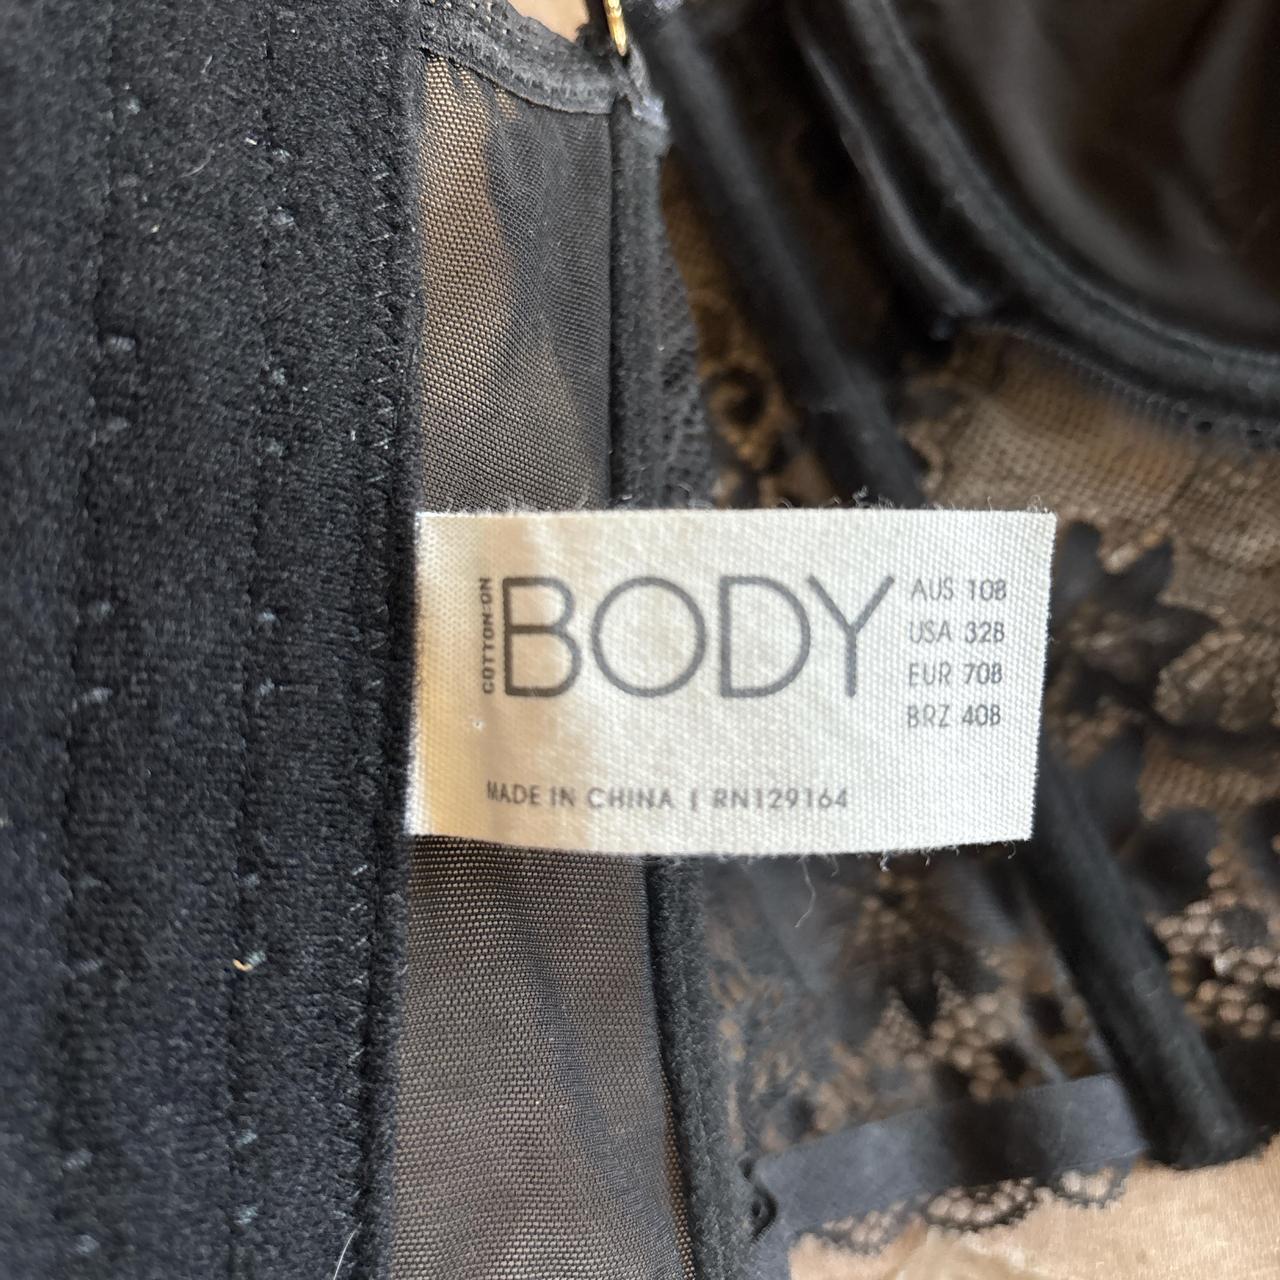 COTTON:ON
BODY
AUS 10B
USA 32B
EUR 70B
BRZ 40B
MADE IN CHINA | RN129164